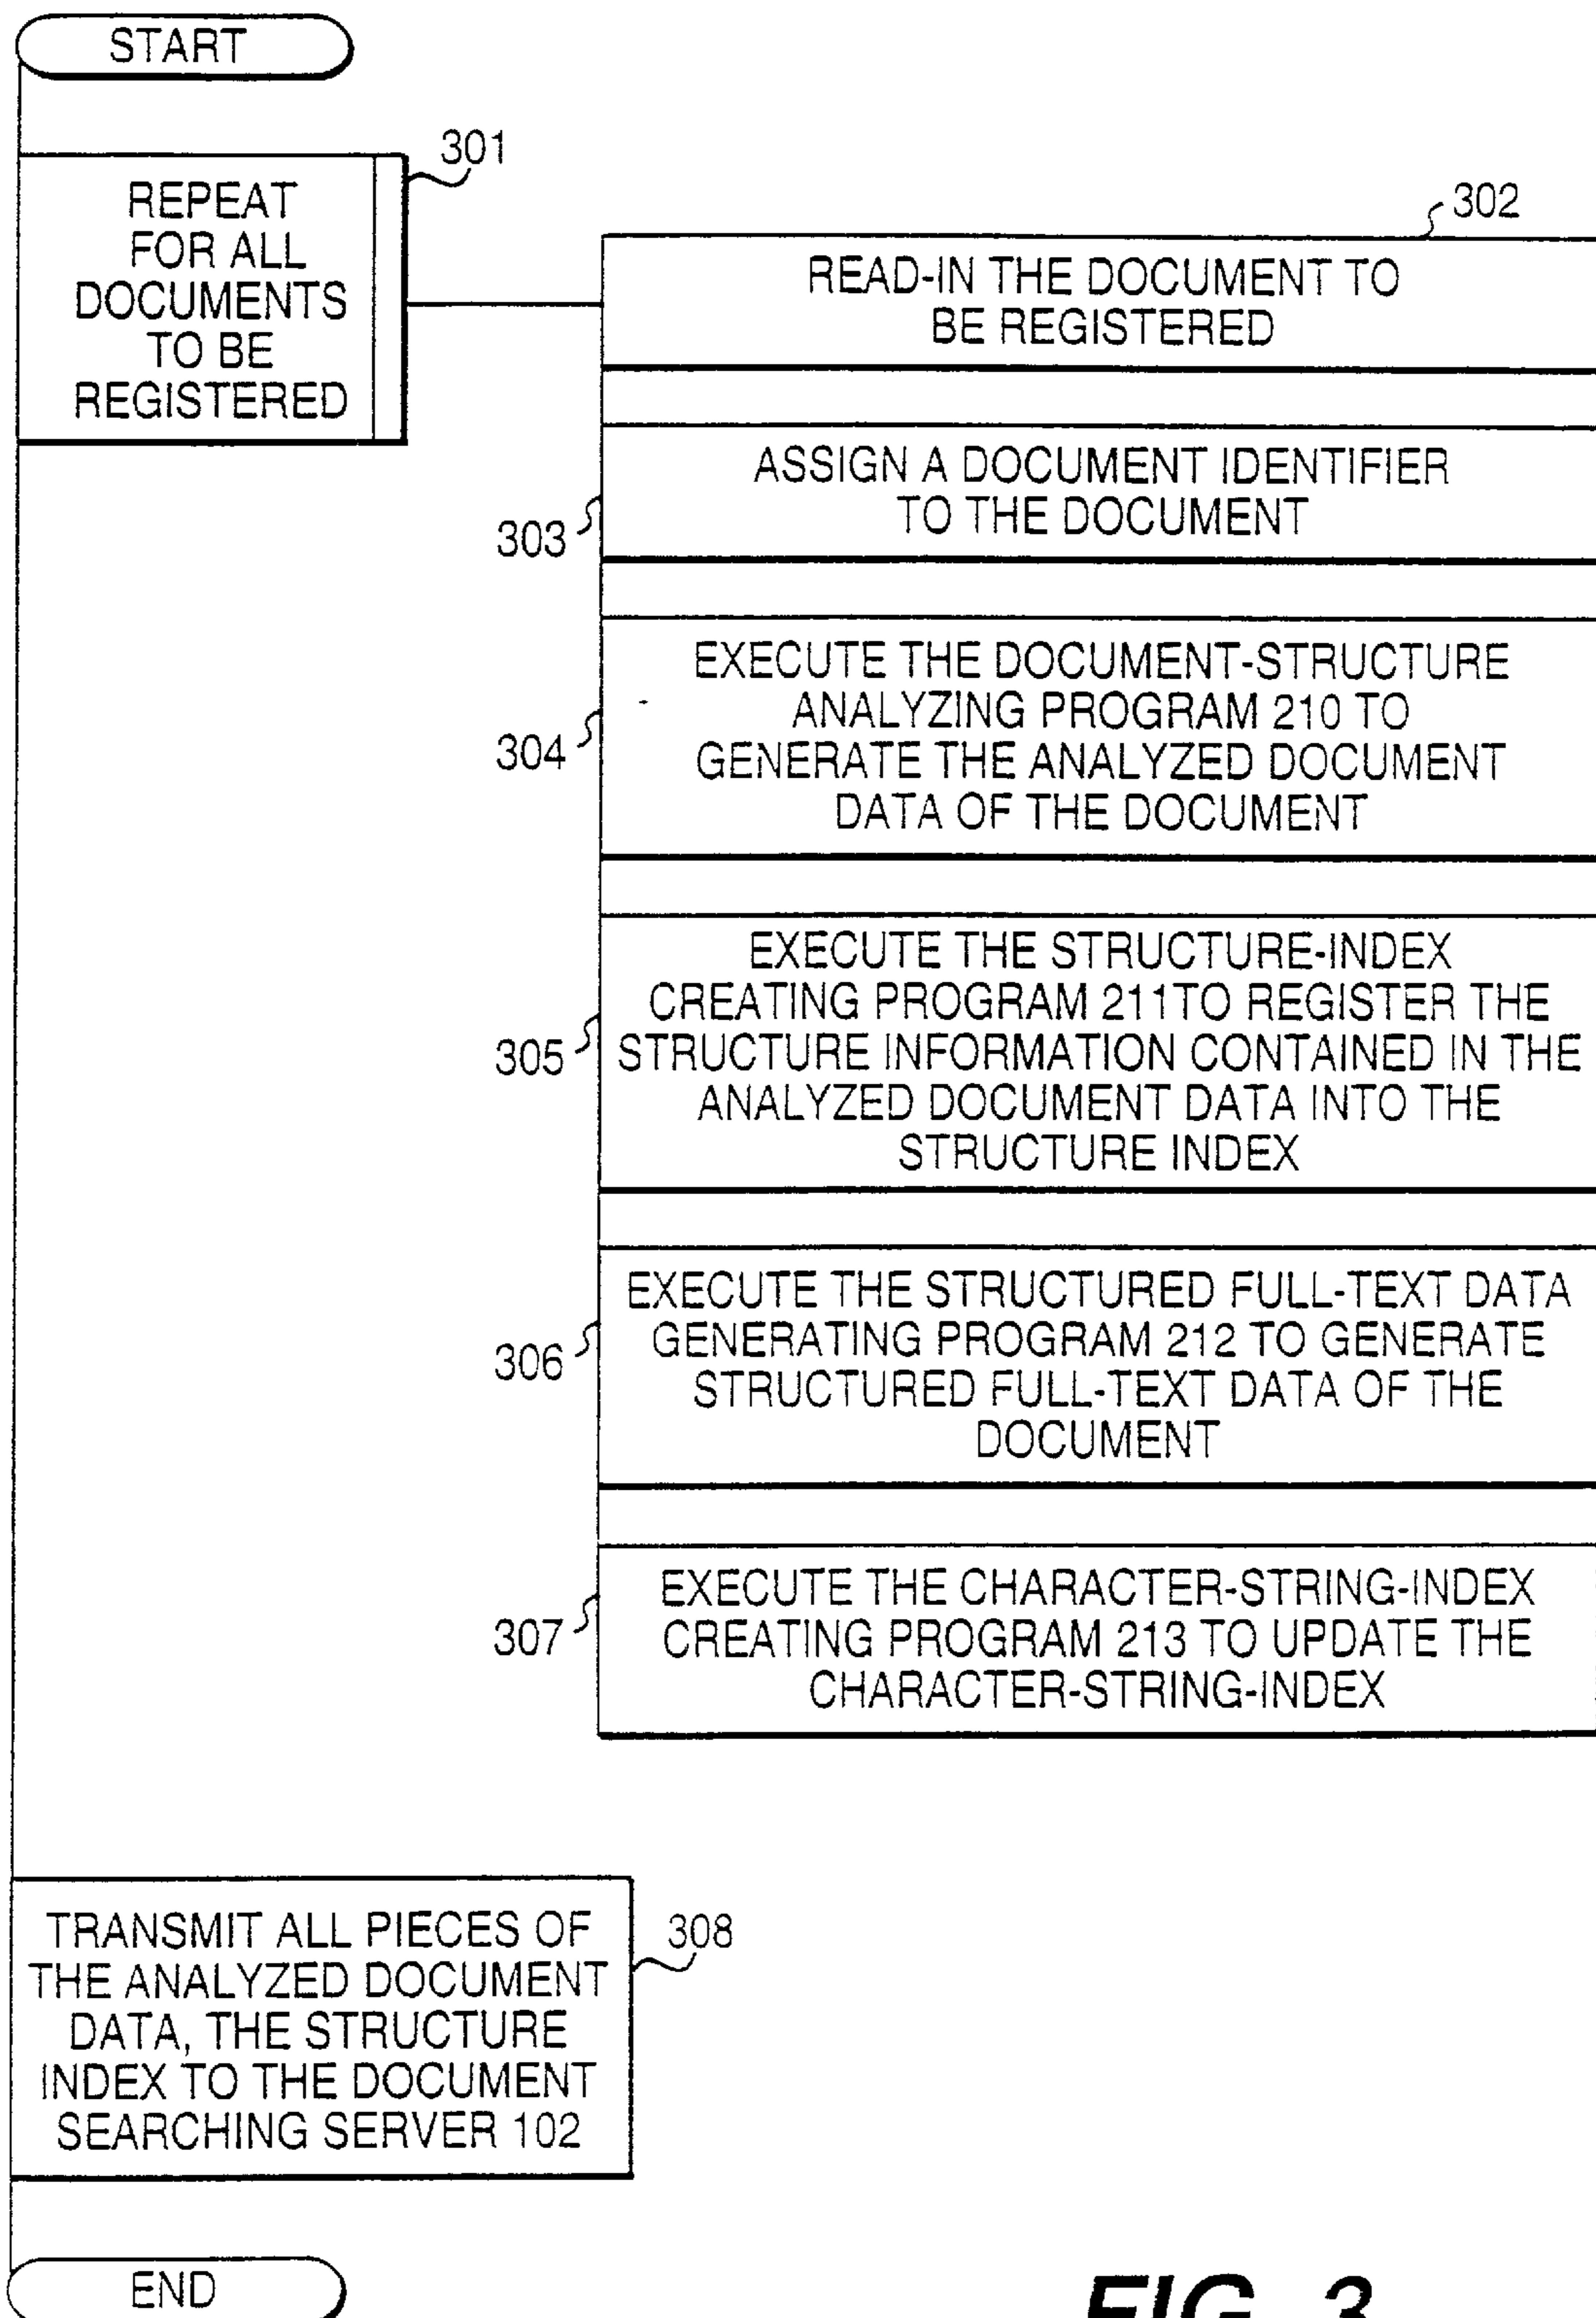 START
301
REPEAT
FOR ALL
DOCUMENTS
TO BE
REGISTERED
302
READ-IN THE DOCUMENT TO
BE REGISTERED
303
ASSIGN A DOCUMENT IDENTIFIER
TO THE DOCUMENT
304
EXECUTE THE DOCUMENT-STRUCTURE
ANALYZING PROGRAM 210 TO
GENERATE THE ANALYZED DOCUMENT
DATA OF THE DOCUMENT
305
EXECUTE THE STRUCTURE-INDEX
CREATING PROGRAM 211TO REGISTER THE
STRUCTURE INFORMATION CONTAINED IN THE
ANALYZED DOCUMENT DATA INTO THE
STRUCTURE INDEX
306
EXECUTE THE STRUCTURED FULL-TEXT DATA
GENERATING PROGRAM 212 TO GENERATE
STRUCTURED FULL-TEXT DATA OF THE
DOCUMENT
307
EXECUTE THE CHARACTER-STRING-INDEX
CREATING PROGRAM 213 TO UPDATE THE
CHARACTER-STRING-INDEX
308
TRANSMIT ALL PIECES OF
THE ANALYZED DOCUMENT
DATA, THE STRUCTURE
INDEX TO THE DOCUMENT
SEARCHING SERVER 102
END
FIG. 3